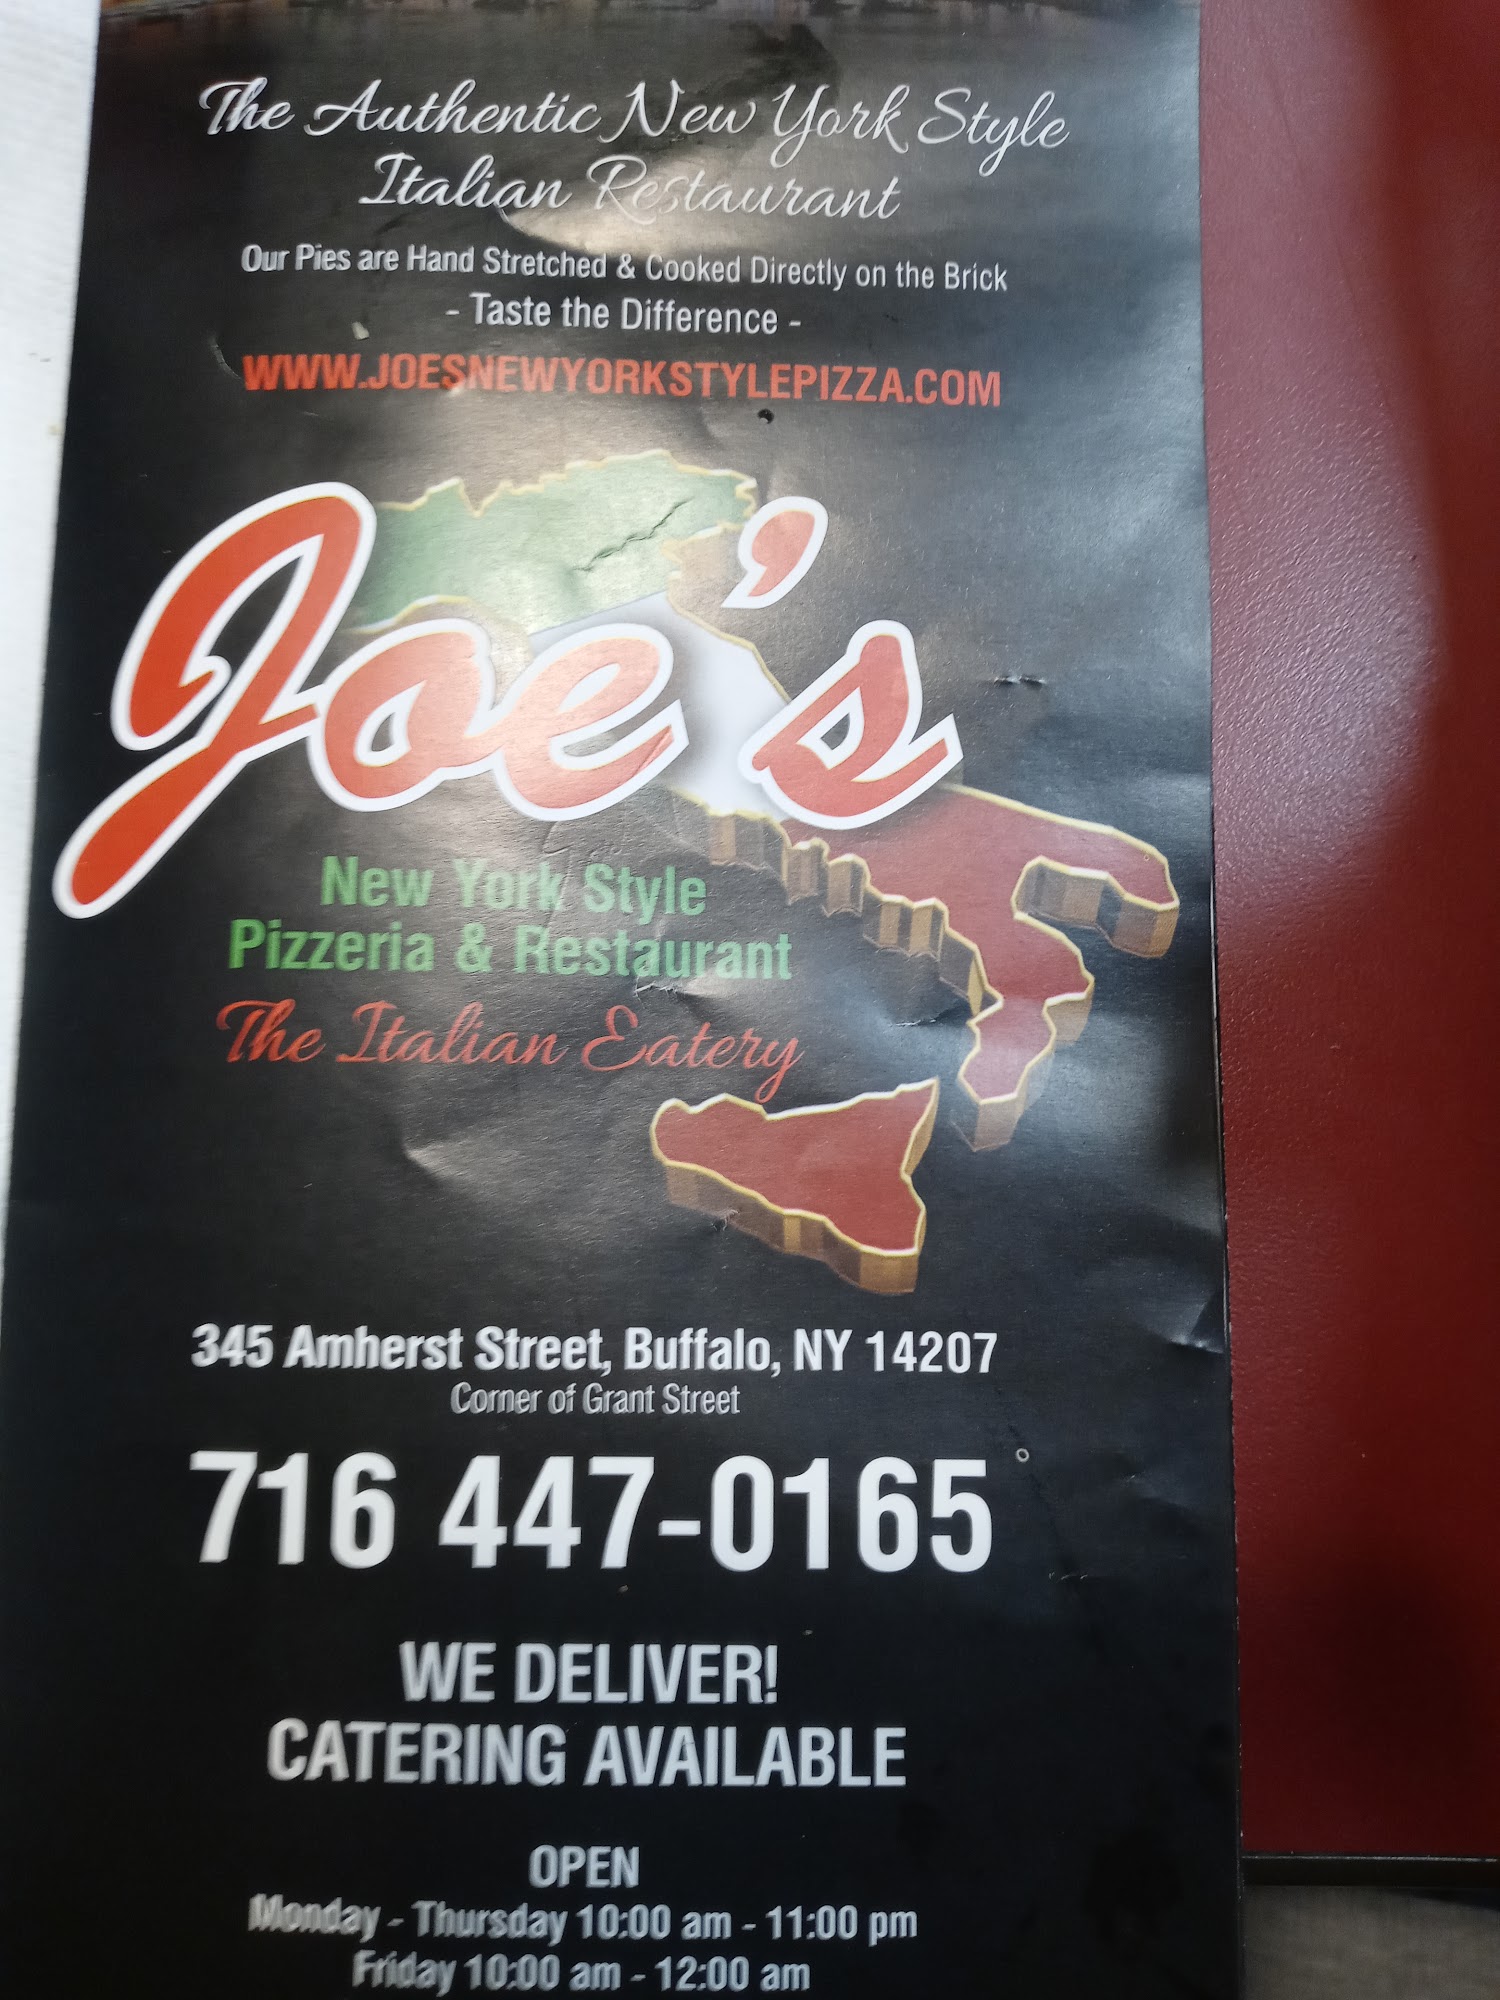 The Authentic New York Style
Italian Restaurant
Our Pies are Hand Stretched & Cooked Directly on the Brick
- Taste the Difference -
WWW.JOESNEWYORKSTYLEPIZZA.COM
Joe's
New York Style
Pizzeria & Restaurant
The Italian Eatery
345 Amherst Street, Buffalo, NY 14207
Corner of Grant Street
716 447-0165
WE DELIVER!
CATERING AVAILABLE
OPEN
Monday - Thursday 10:00 am - 11:00 pm
Friday 10:00 am - 12:00 am